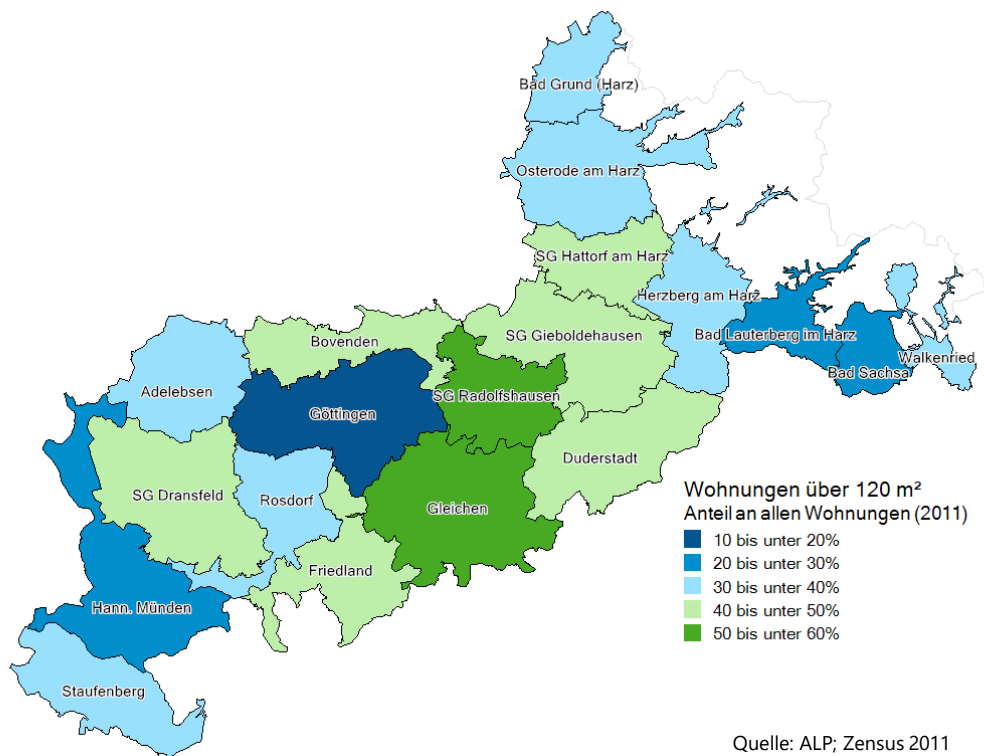 Bad Grund (Harz)
Osterode am Harz
SG Hattorf am Harz
Herzberg am Harz
SG Gieboldehausen
Bad Lauterberg im Harz
Bovenden
Walkenried
Bad Sachsa
Adelebsen
SG Radolfshausen
Göttingen
Duderstadt
SG Dransfeld
Rosdorf
Gleichen
Friedland
Hann. Münden
Staufenberg
Wohnungen über 120 m²
Anteil an allen Wohnungen (2011)
10 bis unter 20%
20 bis unter 30%
30 bis unter 40%
40 bis unter 50%
50 bis unter 60%
Quelle: ALP; Zensus 2011